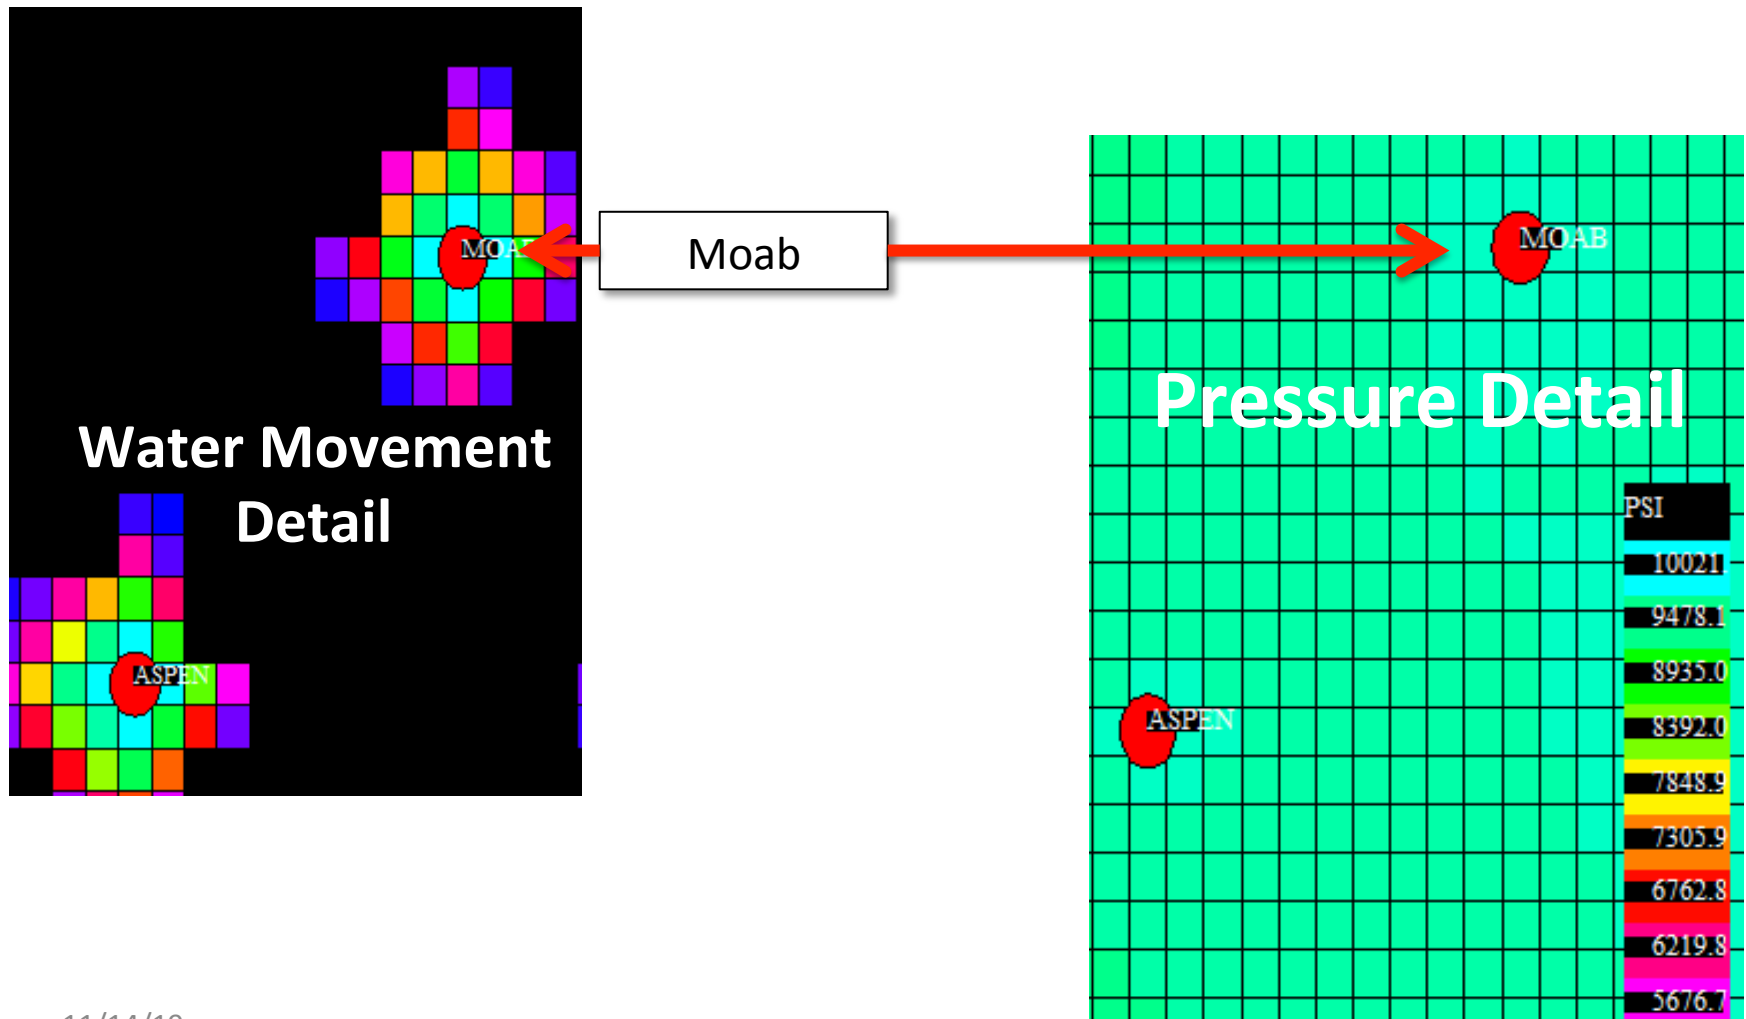 MOAB
Moab
MOAB
Water Movement
Detail
Pressure Detail
ASPEN
ASPEN
PSI
10021.
9478.1
8935.0
8392.0
7848.9
7305.9
6762.8
6219.8
5676.7